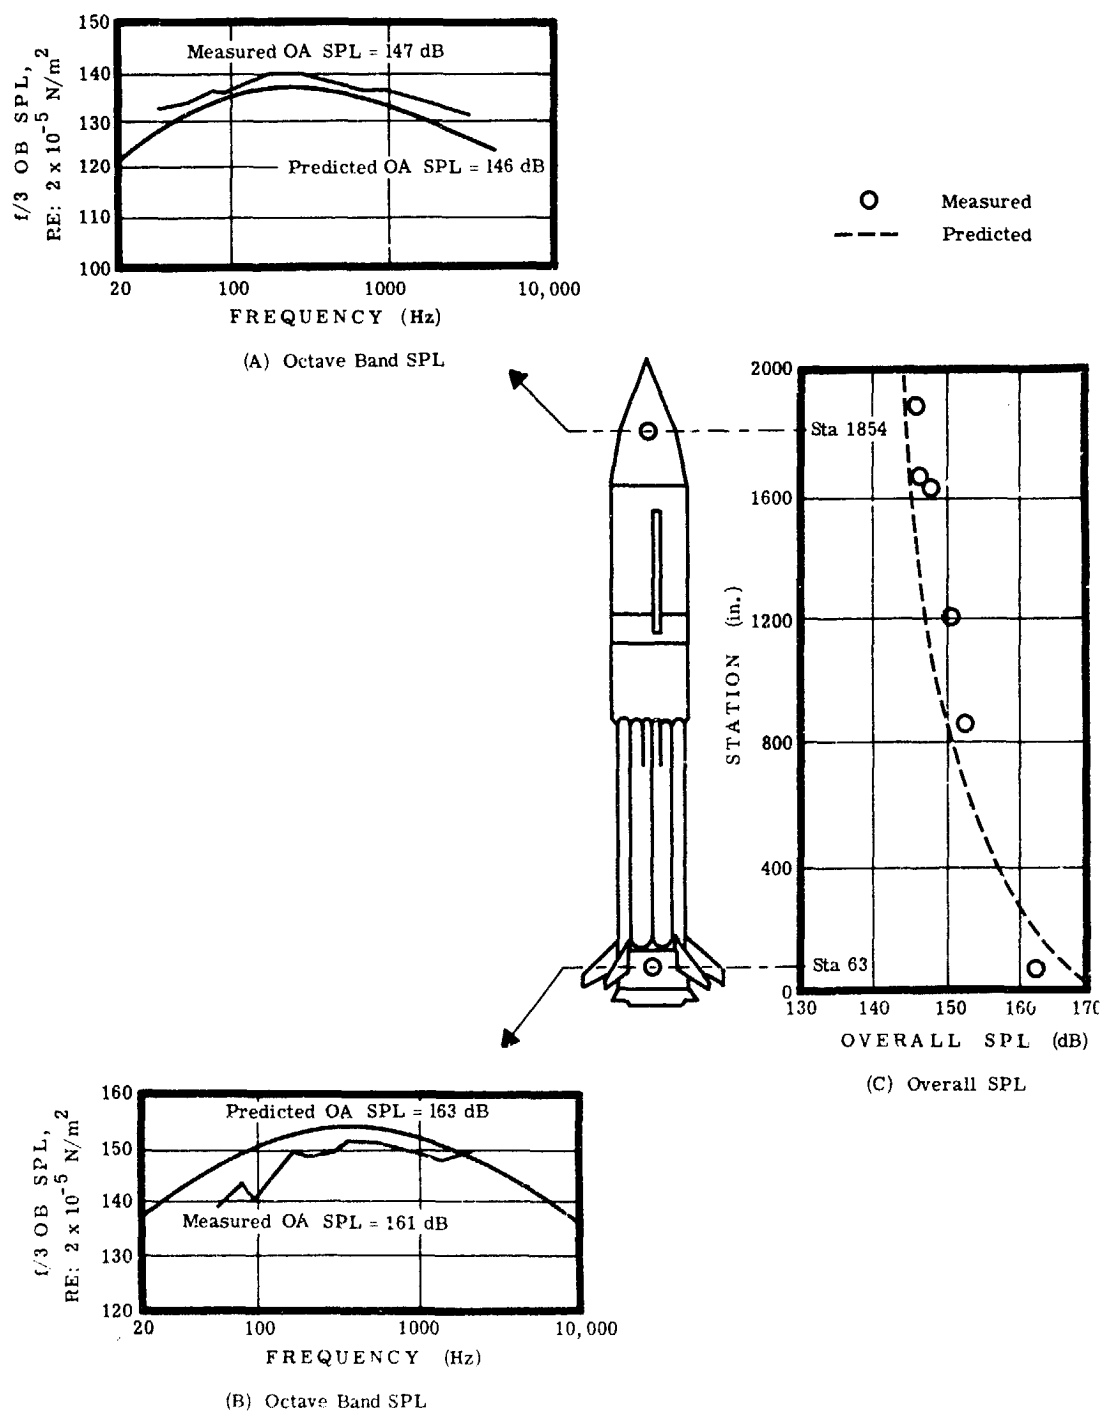 150
140
130
120
110
100
f/3 OB SPL,
RE: 2 x 10-5 N/m2
Measured OA SPL = 147 dB
Predicted OA SPL = 146 dB
20 100 1000 10,000
FREQUENCY (Hz)
(A) Octave Band SPL
Measured
Predicted
2000
1600
1200
800
400
0
STATION (in.)
Sta 1854
Sta 63
130 140 150 160 170
OVERALL SPL (dB)
(C) Overall SPL
160
150
140
130
120
f/3 OB SPL,
RE: 2 x 10-5 N/m2
Predicted OA SPL = 163 dB
Measured OA SPL = 161 dB
20 100 1000 10,000
FREQUENCY (Hz)
(B) Octave Band SPL